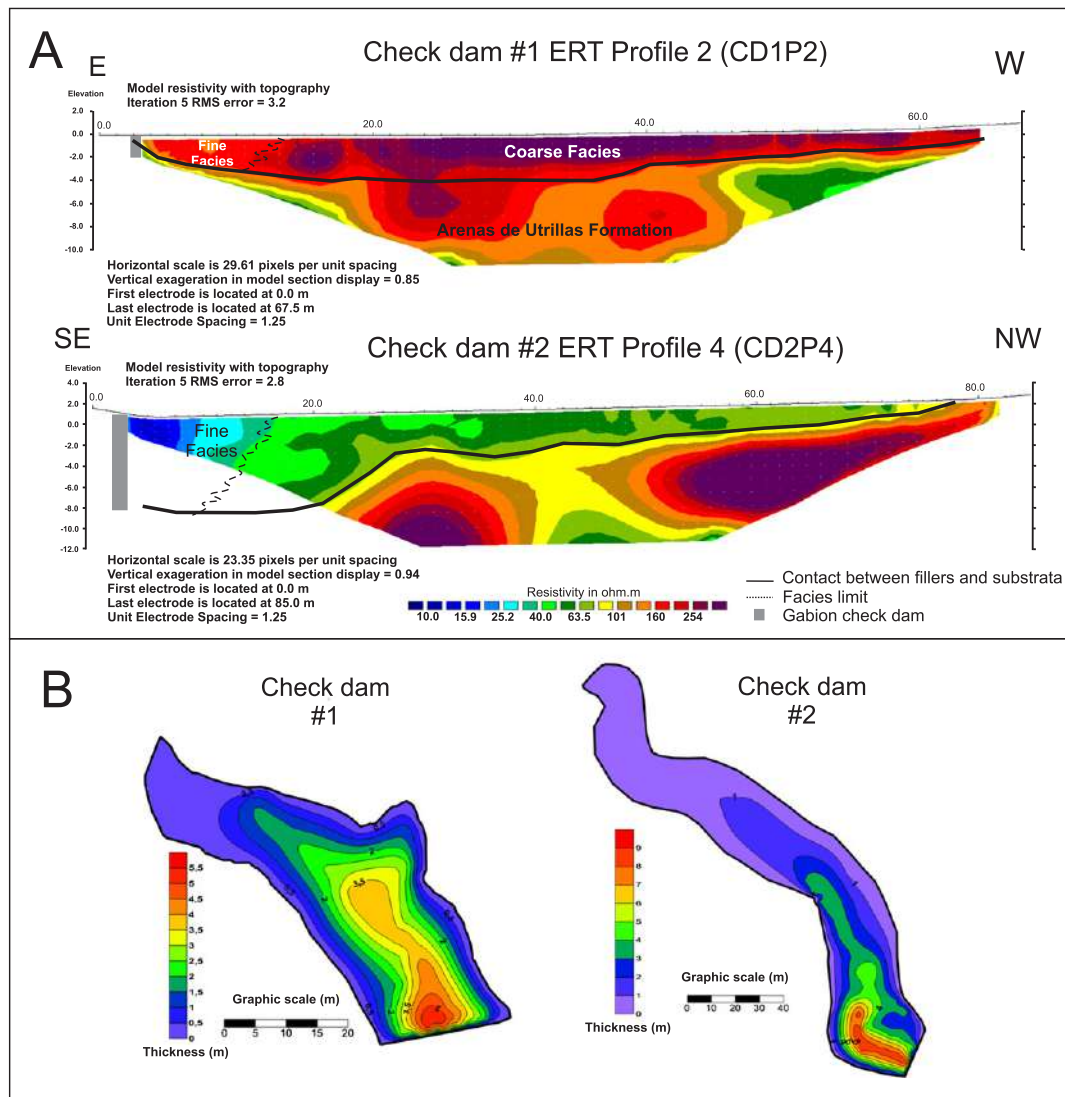 A
E
Check dam #1 ERT Profile 2 (CD1P2)
W
Elevation
Model resistivity with topography
Iteration 5 RMS error = 3.2
2.0
0.0
-2.0
-4.0
-6.0
-8.0
-10.0
0.0
20.0
40.0
60.0
Fine
Facies
Coarse Facies
Arenas de Utrillas Formation
Horizontal scale is 29.61 pixels per unit spacing
Vertical exageration in model section display = 0.85
First electrode is located at 0.0 m
Last electrode is located at 67.5 m
Unit Electrode Spacing = 1.25
SE
Check dam #2 ERT Profile 4 (CD2P4)
NW
Elevation
Model resistivity with topography
Iteration 5 RMS error = 2.8
4.0
2.0
0.0
-2.0
-4.0
-6.0
-8.0
-10.0
-12.0
0.0
20.0
40.0
60.0
80.0
Fine
Facies
Horizontal scale is 23.35 pixels per unit spacing
Vertical exageration in model section display = 0.94
First electrode is located at 0.0 m
Last electrode is located at 85.0 m
Unit Electrode Spacing = 1.25
Resistivity in ohm.m
10.0 15.9 25.2 40.0 63.5 101 160 254
Contact between fillers and substrata
Facies limit
Gabion check dam
B
Check dam
#1
5,5
5
4,5
4
3,5
3
2,5
2
1,5
1
0,5
0
Thickness (m)
Graphic scale (m)
0 5 10 15 20
3,5
Check dam
#2
9
8
7
6
5
4
3
2
1
0
Thickness (m)
Graphic scale (m)
0 10 20 30 40
1